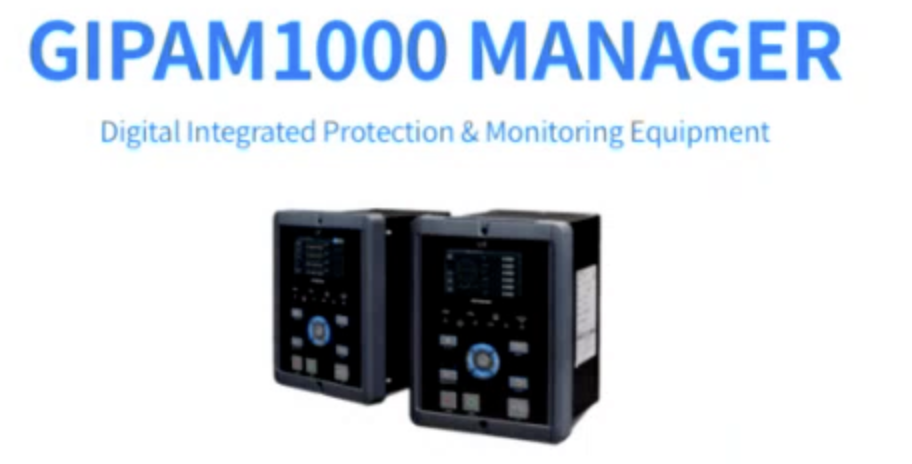 GIPAM1000 MANAGER
Digital Integrated Protection & Monitoring Equipment